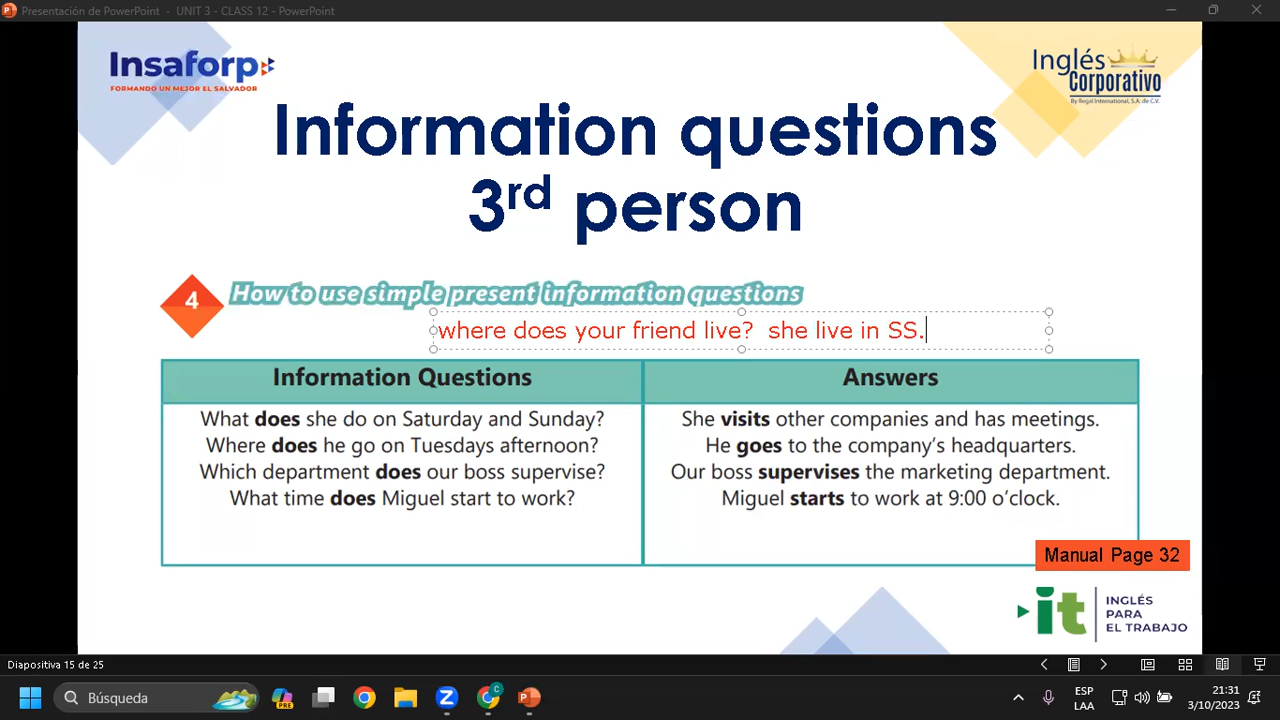 Presentación de PowerPoint - UNIT 3 - CLASS 12 - PowerPoint
Insaforp
FORMANDO UN MEJOR EL SALVADOR
Inglés
Corporativo
By Regal International, S.A. de C.V.
Information questions
3rd person
4
How to use simple present information questions
where does your friend live?  she live in SS.
Information Questions
Answers
What does she do on Saturday and Sunday?
She visits other companies and has meetings.
Where does he go on Tuesdays afternoon?
He goes to the company's headquarters.
Which department does our boss supervise?
Our boss supervises the marketing department.
What time does Miguel start to work?
Miguel starts to work at 9:00 o'clock.
Manual Page 32
it
INGLÉS
PARA
EL TRABAJO
Diapositiva 15 de 25
Búsqueda
PRE
ESP
LAA
21:31
3/10/2023